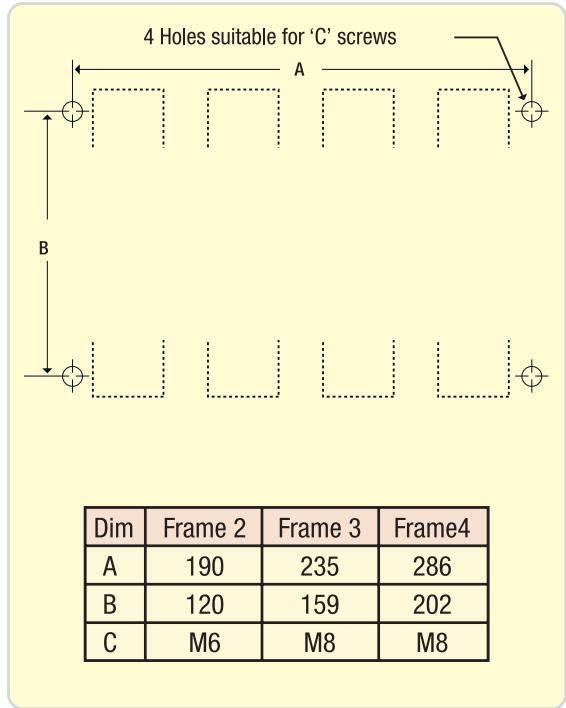 4 Holes suitable for ‘C’ screws
A
B
Dim Frame 2 Frame 3 Frame4
A 190 235 286
B 120 159 202
C M6 M8 M8